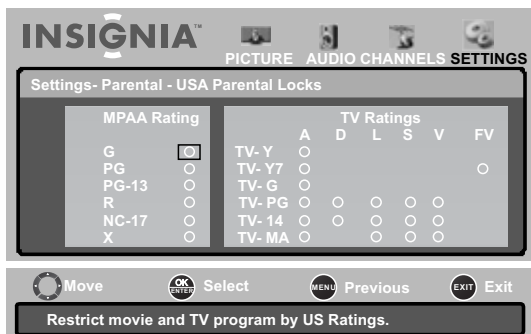 INSIGNIA™
PICTURE AUDIO CHANNELS SETTINGS
Settings- Parental - USA Parental Locks
MPAA Rating
G
PG
PG-13
R
NC-17
X
TV Ratings
A D L S V FV
TV- Y
TV- Y7
TV- G
TV- PG
TV- 14
TV- MA
Move OK ENTER Select MENU Previous EXIT Exit
Restrict movie and TV program by US Ratings.